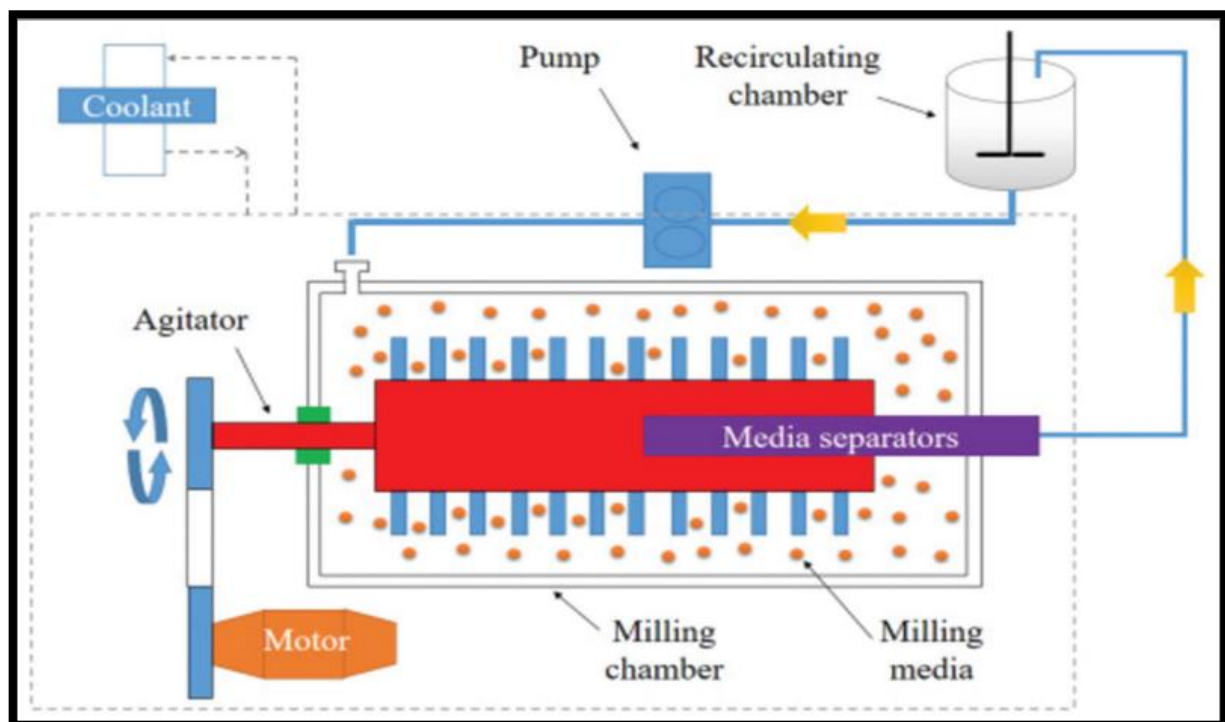 Coolant
Pump
Recirculating
chamber
Agitator
Media separators
Motor
Milling
chamber
Milling
media